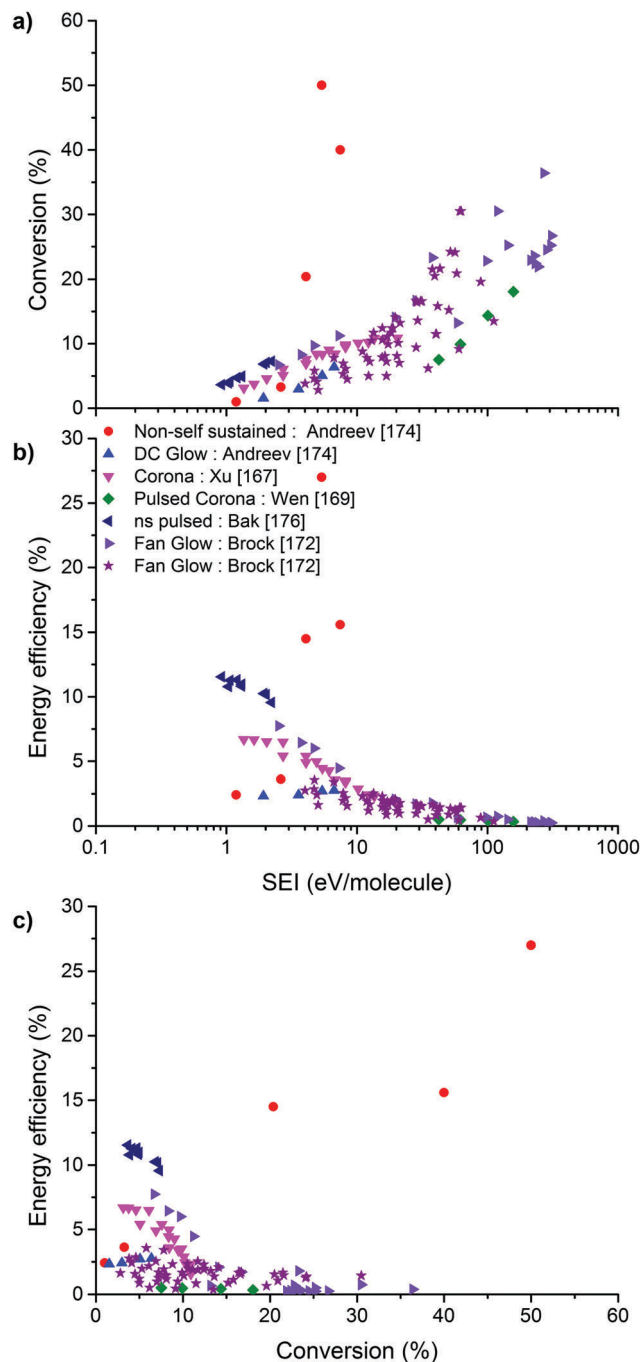 a)
60
50
40
30
20
10
0
Conversion (%)
b)
30
25
20
15
10
5
0
Energy efficiency (%)
Non-self sustained : Andreev [174]
DC Glow : Andreev [174]
Corona : Xu [167]
Pulsed Corona : Wen [169]
ns pulsed : Bak [176]
Fan Glow : Brock [172]
Fan Glow : Brock [172]
0.1 1 10 100 1000
SEI (eV/molecule)
c)
30
25
20
15
10
5
0
Energy efficiency (%)
0 10 20 30 40 50 60
Conversion (%)